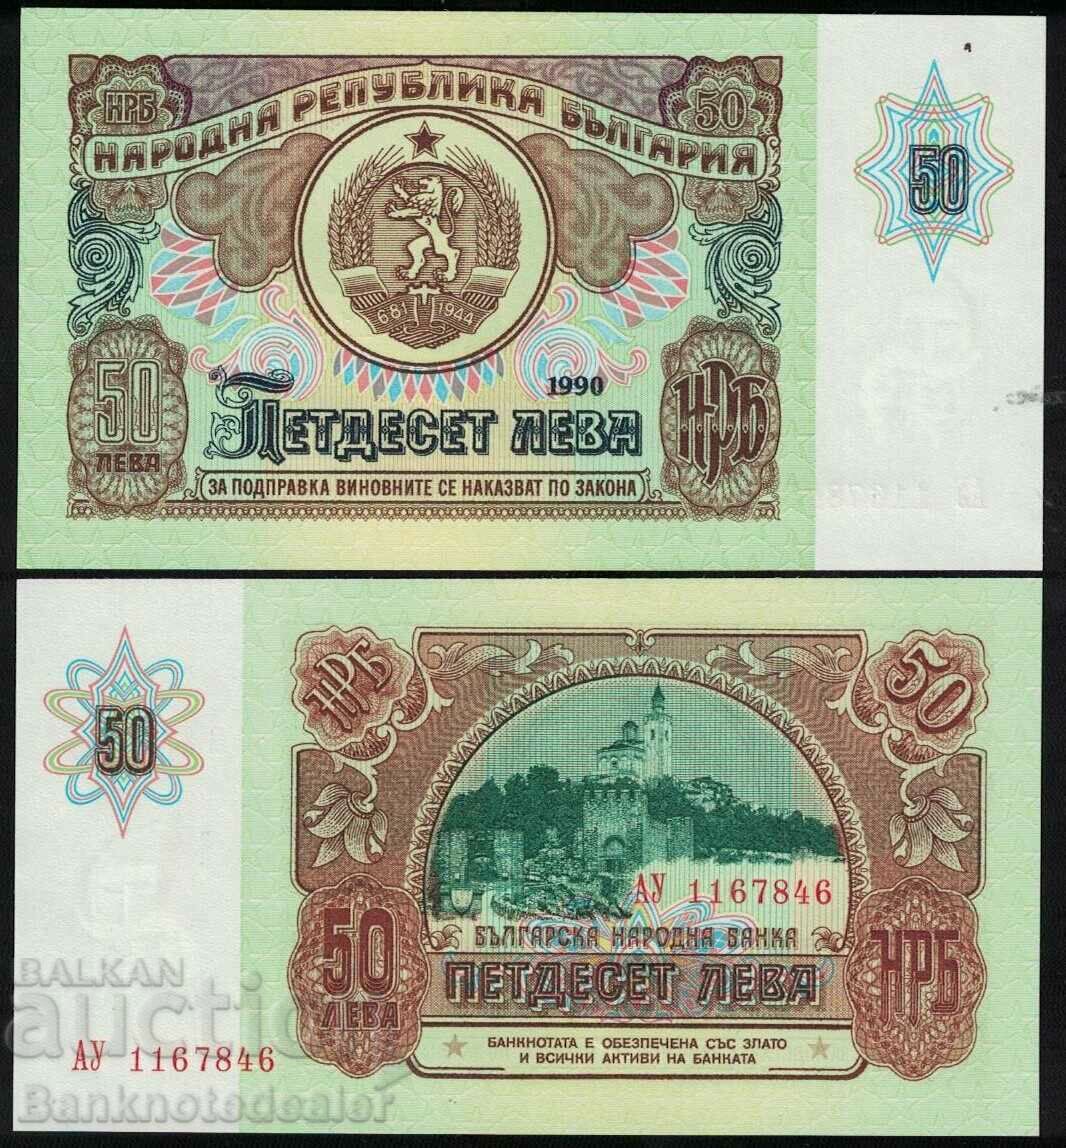 НРБ
НАРОДНА РЕПУБЛИКА БЪЛГАРИЯ
50
50
681 1944
1990
50
ЛЕВА
ПЕТДЕСЕТ ЛЕВА
НРБ
ЗА ПОДПРАВКА ВИНОВНИТЕ СЕ НАКАЗВАТ ПО ЗАКОНА
НРБ
50
50
АУ 1167846
50
ЛЕВА
БЪЛГАРСКА НАРОДНА БАНКА
ПЕТДЕСЕТ ЛЕВА
НРБ
БАНКНОТАТА Е ОБЕЗПЕЧЕНА СЪС ЗЛАТО
И ВСИЧКИ АКТИВИ НА БАНКАТА
АУ 1167846
BALKAN
auction
Banknotedealer